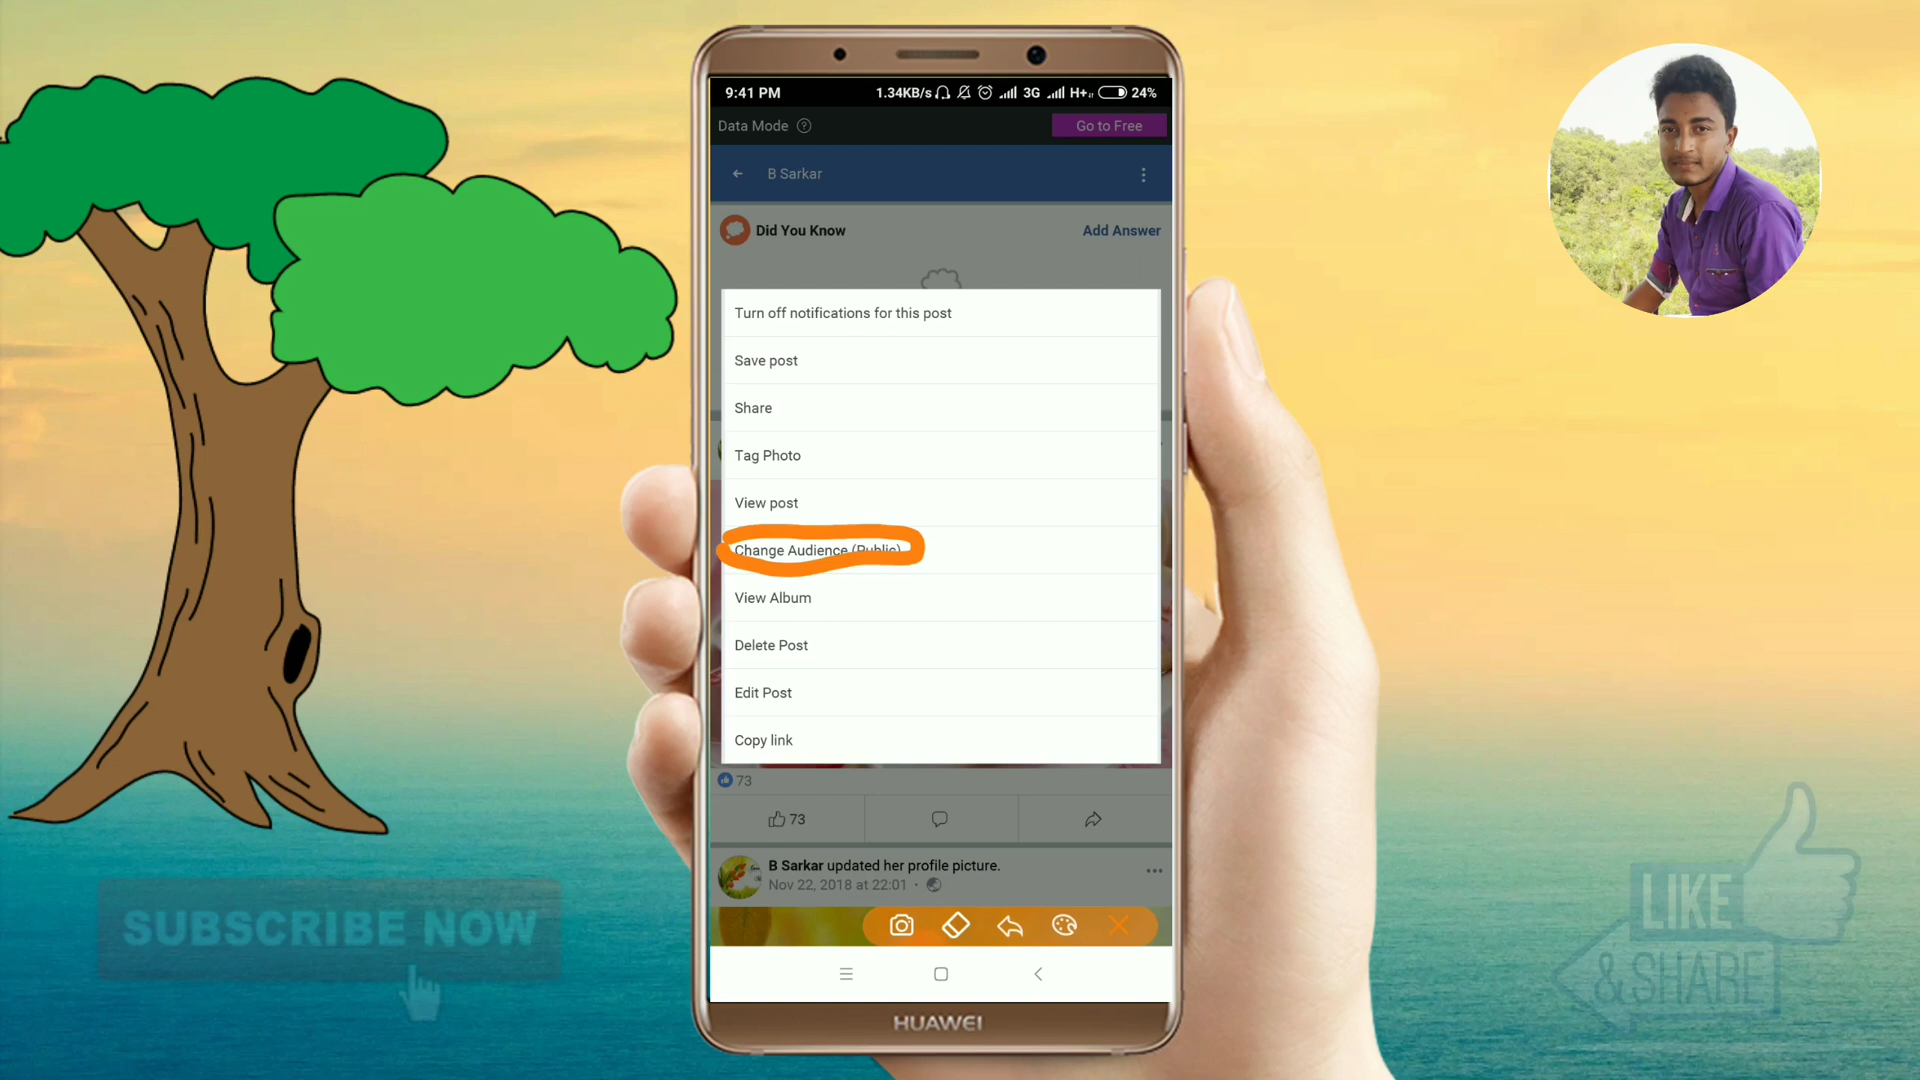 9:41 PM
1.34KB/s 3G H+ 24%
Data Mode ?
Go to Free
B Sarkar
Did You Know
Add Answer
Turn off notifications for this post
Save post
Share
Tag Photo
View post
Change Audience (Public)
View Album
Delete Post
Edit Post
Copy link
73
73
B Sarkar updated her profile picture.
Nov 22, 2018 at 22:01 ·
HUAWEI
SUBSCRIBE NOW
LIKE
&SHARE